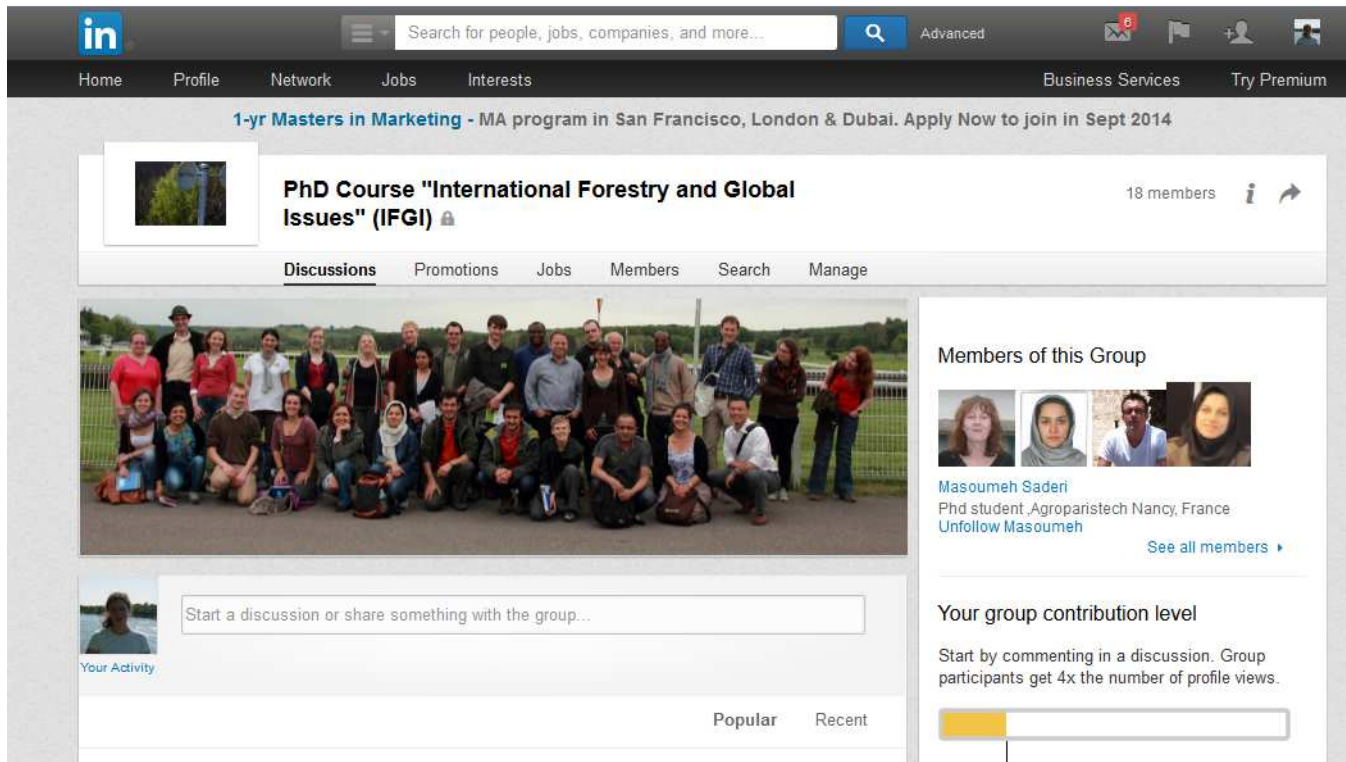 in
Search for people, jobs, companies, and more...
Advanced
6
Home Profile Network Jobs Interests Business Services Try Premium
1-yr Masters in Marketing - MA program in San Francisco, London & Dubai. Apply Now to join in Sept 2014
PhD Course "International Forestry and Global
Issues" (IFGI)
18 members
i
Discussions Promotions Jobs Members Search Manage
Members of this Group
Masoumeh Saderi
Phd student ,Agroparistech Nancy, France
Unfollow Masoumeh
See all members
Start a discussion or share something with the group...
Your Activity
Popular Recent
Your group contribution level
Start by commenting in a discussion. Group
participants get 4x the number of profile views.